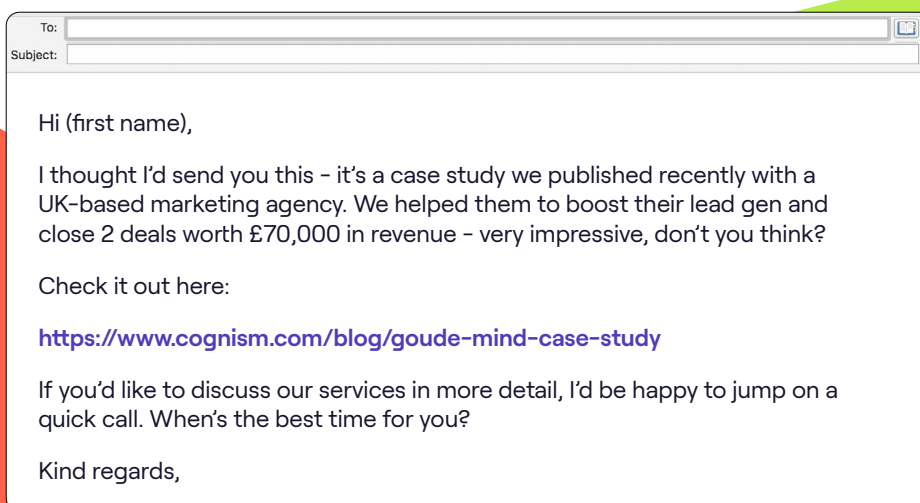 To:
Subject:
Hi (first name),
I thought I’d send you this - it’s a case study we published recently with a
UK-based marketing agency. We helped them to boost their lead gen and
close 2 deals worth £70,000 in revenue - very impressive, don’t you think?
Check it out here:
https://www.cognism.com/blog/goude-mind-case-study
If you’d like to discuss our services in more detail, I’d be happy to jump on a
quick call. When’s the best time for you?
Kind regards,